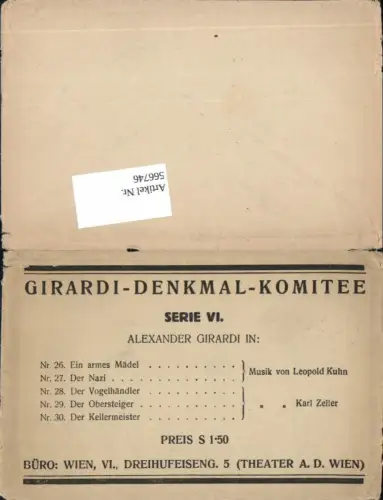 Artikel Nr.
566746
GIRARDI-DENKMAL-KOMITEE
SERIE VI.
ALEXANDER GIRARDI IN:
Nr. 26. Ein armes Mädel . . . . . . . . . .
Nr. 27. Der Nazi . . . . . . . . . . . . . } Musik von Leopold Kuhn
Nr. 28. Der Vogelhändler . . . . . . . . .
Nr. 29. Der Obersteiger . . . . . . . . . . } „ „ Karl Zeller
Nr. 30. Der Kellermeister . . . . . . . . .
PREIS S 1·50
BÜRO: WIEN, VI., DREIHUFEISENG. 5 (THEATER A. D. WIEN)